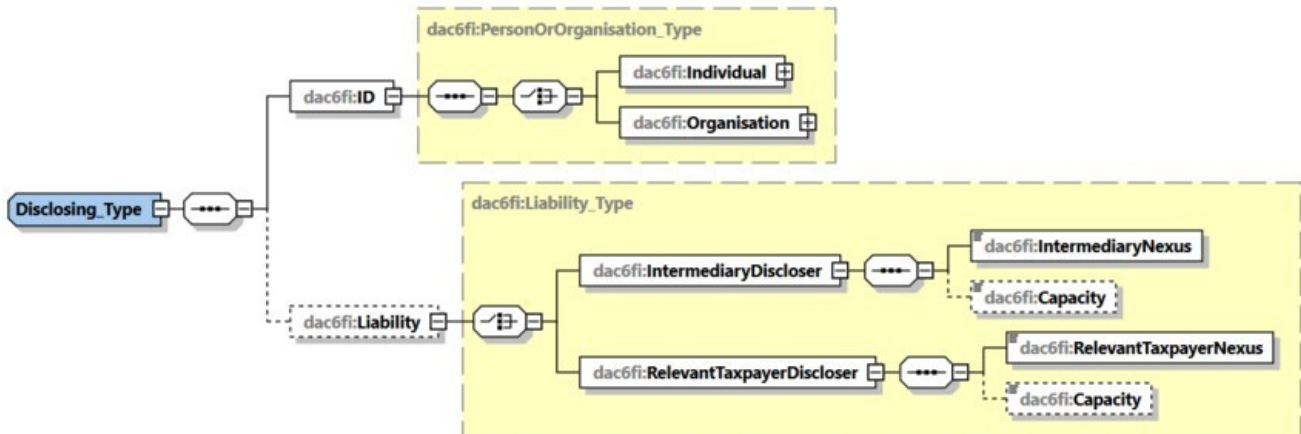 dac6fi:PersonOrOrganisation_Type
dac6fi:Individual
dac6fi:ID
dac6fi:Organisation
Disclosing_Type
dac6fi:Liability_Type
dac6fi:IntermediaryNexus
dac6fi:IntermediaryDiscloser
dac6fi:Capacity
dac6fi:Liability
dac6fi:RelevantTaxpayerNexus
dac6fi:RelevantTaxpayerDiscloser
dac6fi:Capacity